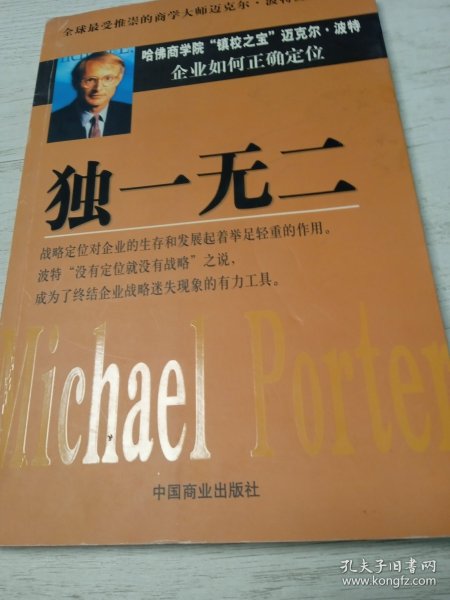 全球最受推崇的商学大师迈克尔·波特
哈佛商学院“镇校之宝”迈克尔·波特
企业如何正确定位
独一无二
战略定位对企业的生存和发展起着举足轻重的作用。
波特“没有定位就没有战略”之说，
成为了终结企业战略迷失现象的有力工具。
Michael Porter
中国商业出版社
孔夫子旧书网
www.kongfz.com